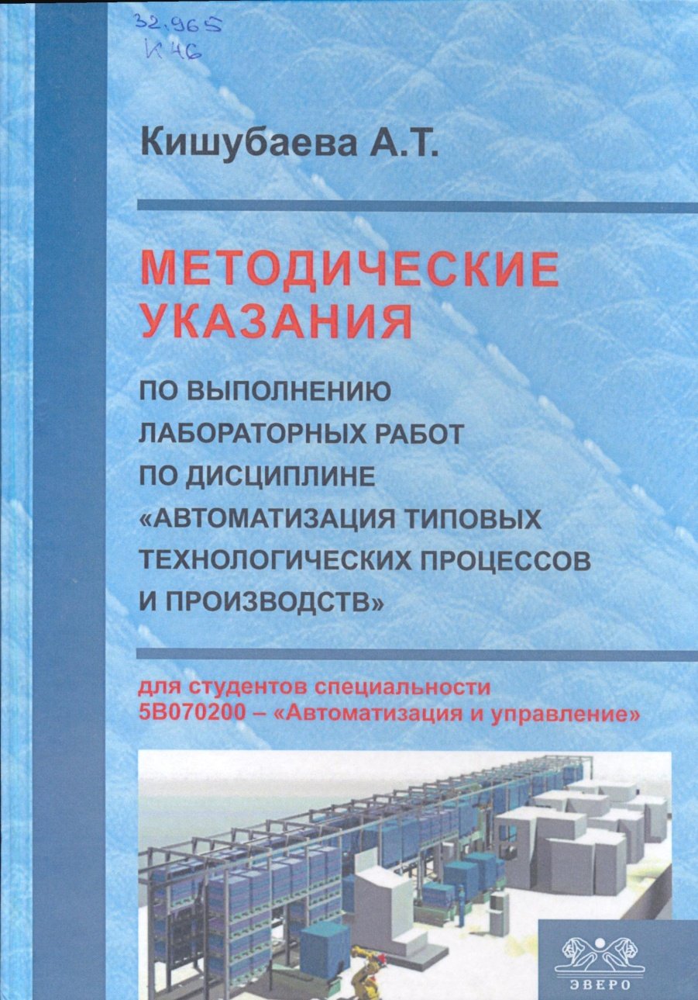 32.965
К 46
Кишубаева А.Т.
МЕТОДИЧЕСКИЕ
УКАЗАНИЯ
ПО ВЫПОЛНЕНИЮ
ЛАБОРАТОРНЫХ РАБОТ
ПО ДИСЦИПЛИНЕ
«АВТОМАТИЗАЦИЯ ТИПОВЫХ
ТЕХНОЛОГИЧЕСКИХ ПРОЦЕССОВ
И ПРОИЗВОДСТВ»
для студентов специальности
5В070200 – «Автоматизация и управление»
ЭВЕРО